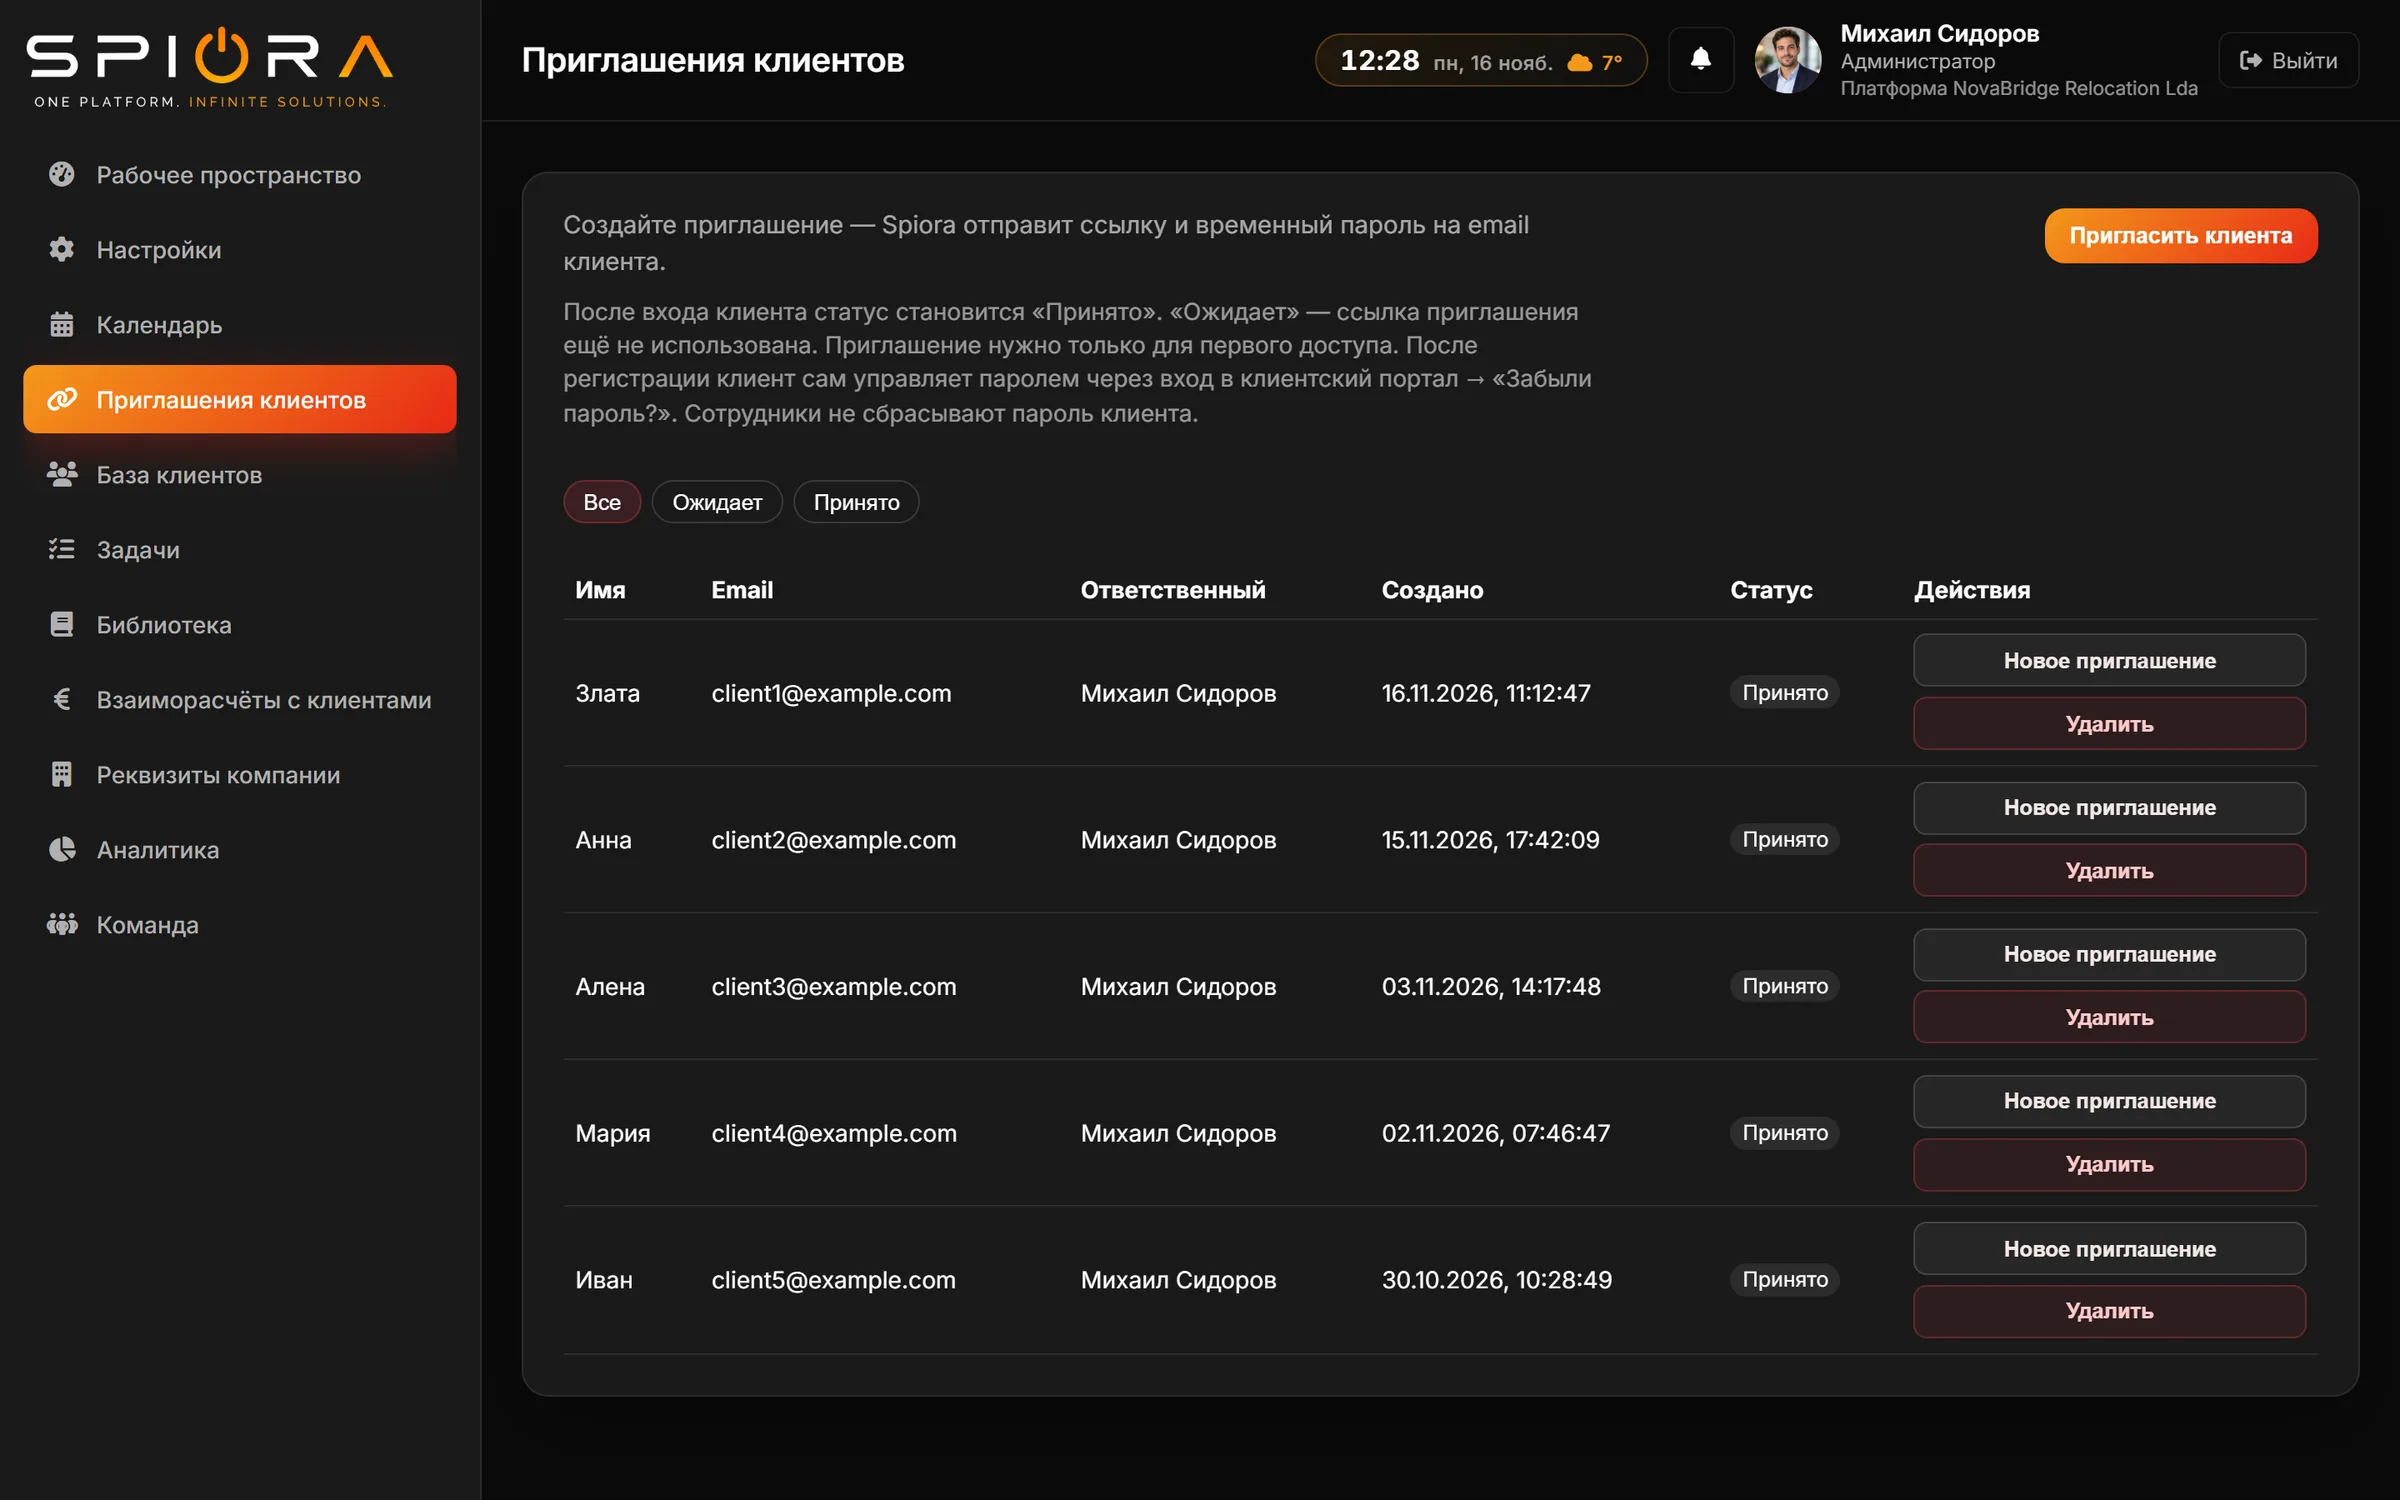 SPIORA
ONE PLATFORM. INFINITE SOLUTIONS.
Рабочее пространство
Настройки
Календарь
Приглашения клиентов
База клиентов
Задачи
Библиотека
Взаиморасчёты с клиентами
Реквизиты компании
Аналитика
Команда
Приглашения клиентов
12:28 пн, 16 нояб. 7°
Михаил Сидоров
Администратор
Платформа NovaBridge Relocation Lda
Выйти
Создайте приглашение — Spiora отправит ссылку и временный пароль на email
клиента.
Пригласить клиента
После входа клиента статус становится «Принято». «Ожидает» — ссылка приглашения
ещё не использована. Приглашение нужно только для первого доступа. После
регистрации клиент сам управляет паролем через вход в клиентский портал → «Забыли
пароль?». Сотрудники не сбрасывают пароль клиента.
Все Ожидает Принято
Имя Email Ответственный Создано Статус Действия
Злата client1@example.com Михаил Сидоров 16.11.2026, 11:12:47 Принято
Новое приглашение
Удалить
Анна client2@example.com Михаил Сидоров 15.11.2026, 17:42:09 Принято
Новое приглашение
Удалить
Алена client3@example.com Михаил Сидоров 03.11.2026, 14:17:48 Принято
Новое приглашение
Удалить
Мария client4@example.com Михаил Сидоров 02.11.2026, 07:46:47 Принято
Новое приглашение
Удалить
Иван client5@example.com Михаил Сидоров 30.10.2026, 10:28:49 Принято
Новое приглашение
Удалить